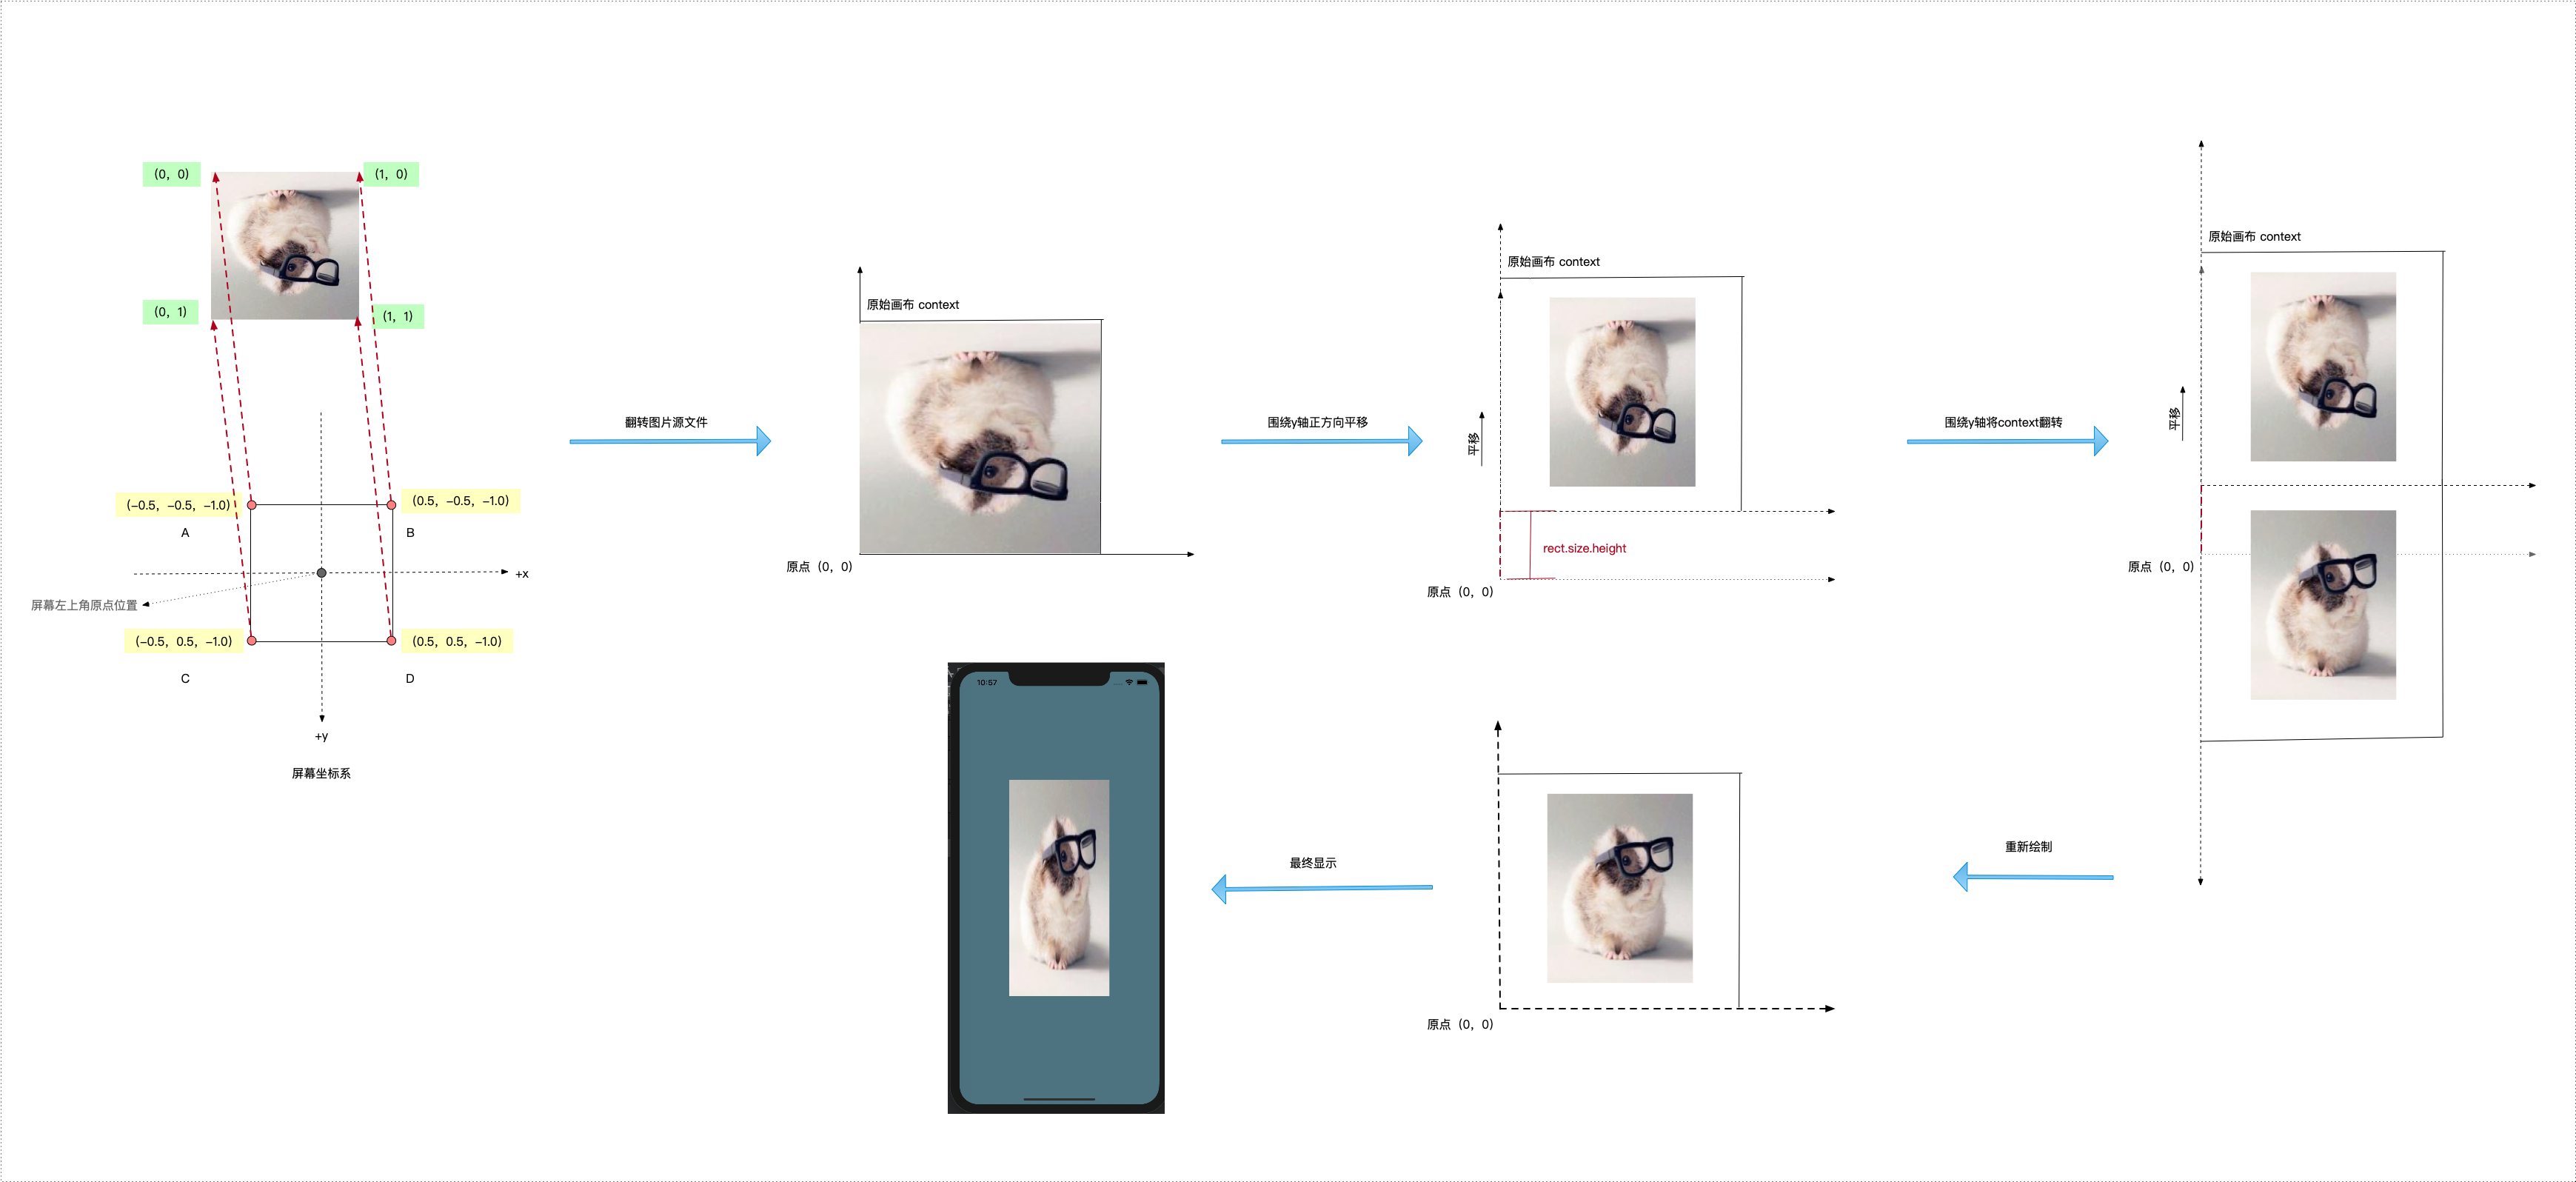 (0，0)
(1，0)
(0，1)
(1，1)
(−0.5，−0.5，−1.0)
(0.5，−0.5，−1.0)
A
B
+x
屏幕左上角原点位置
(−0.5，0.5，−1.0)
(0.5，0.5，−1.0)
C
D
+y
屏幕坐标系
翻转图片源文件
原始画布 context
原点（0，0）
围绕y轴正方向平移
原始画布 context
平移
rect.size.height
原点（0，0）
围绕y轴将context翻转
原始画布 context
平移
原点（0，0）
重新绘制
原点（0，0）
最终显示
10:57